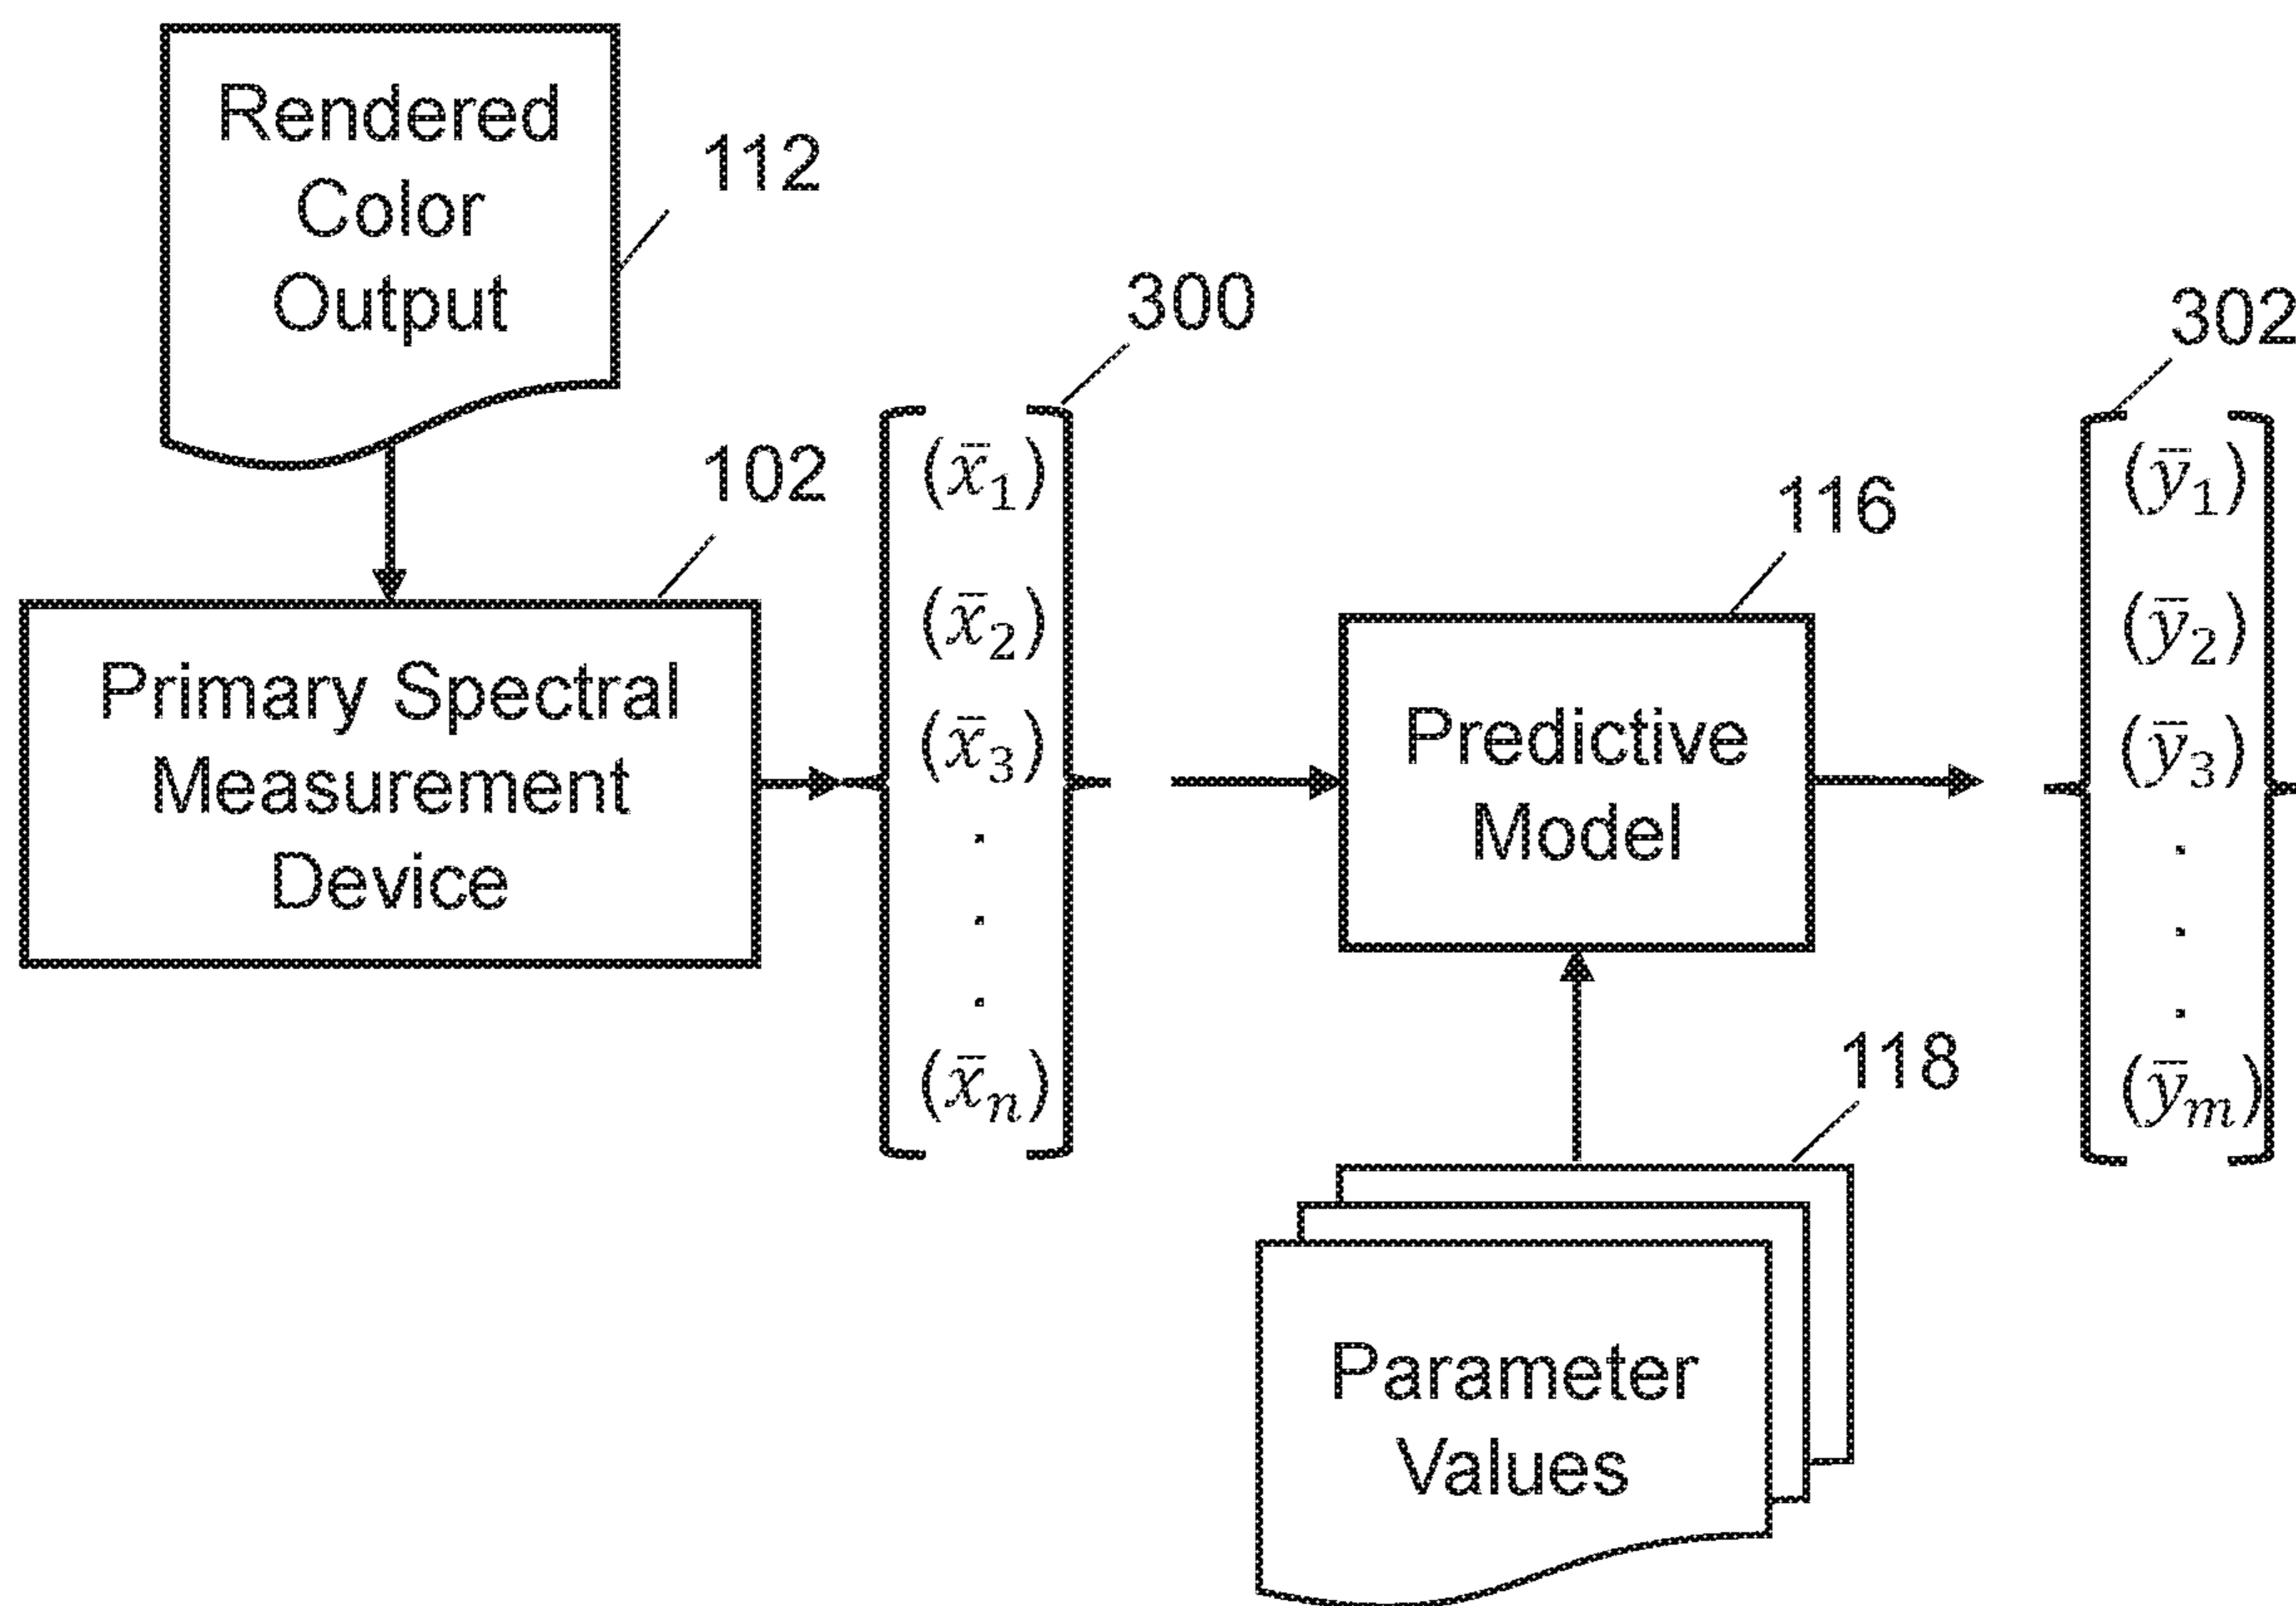 Rendered
Color
Output
112
300
302
102
(x̄₁)
(x̄₂)
(x̄₃)
.
.
.
(x̄ₙ)
Primary Spectral
Measurement
Device
116
Predictive
Model
(ȳ₁)
(ȳ₂)
(ȳ₃)
.
.
.
(ȳₘ)
118
Parameter
Values